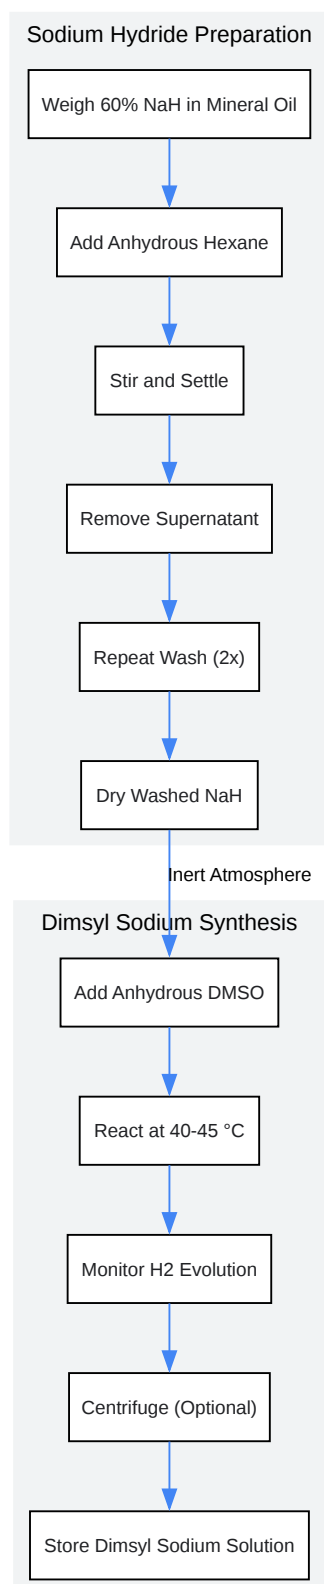 Sodium Hydride Preparation
Weigh 60% NaH in Mineral Oil
Add Anhydrous Hexane
Stir and Settle
Remove Supernatant
Repeat Wash (2x)
Dry Washed NaH
Inert Atmosphere
Dimsyl Sodium Synthesis
Add Anhydrous DMSO
React at 40-45 °C
Monitor H2 Evolution
Centrifuge (Optional)
Store Dimsyl Sodium Solution